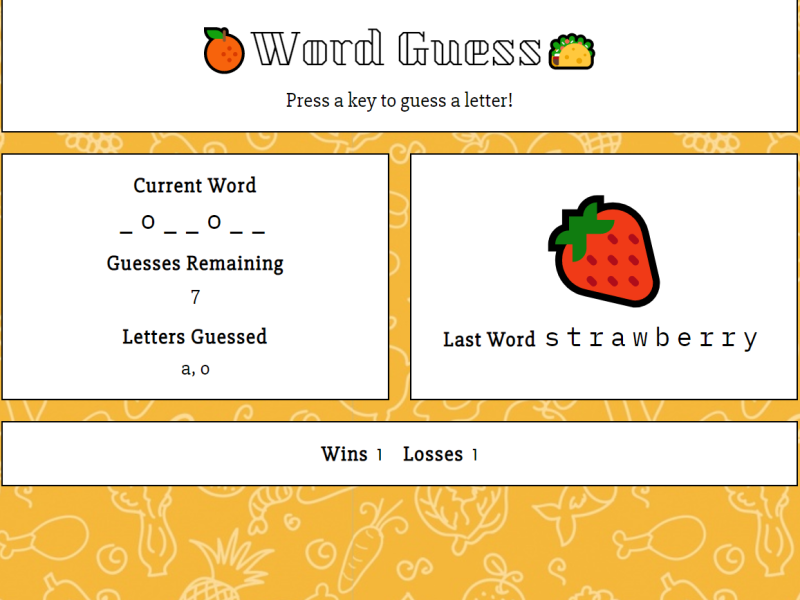 Word Guess
Press a key to guess a letter!
Current Word
_ o _ _ o _ _
Guesses Remaining
7
Letters Guessed
a, o
Last Word strawberry
Wins 1 Losses 1